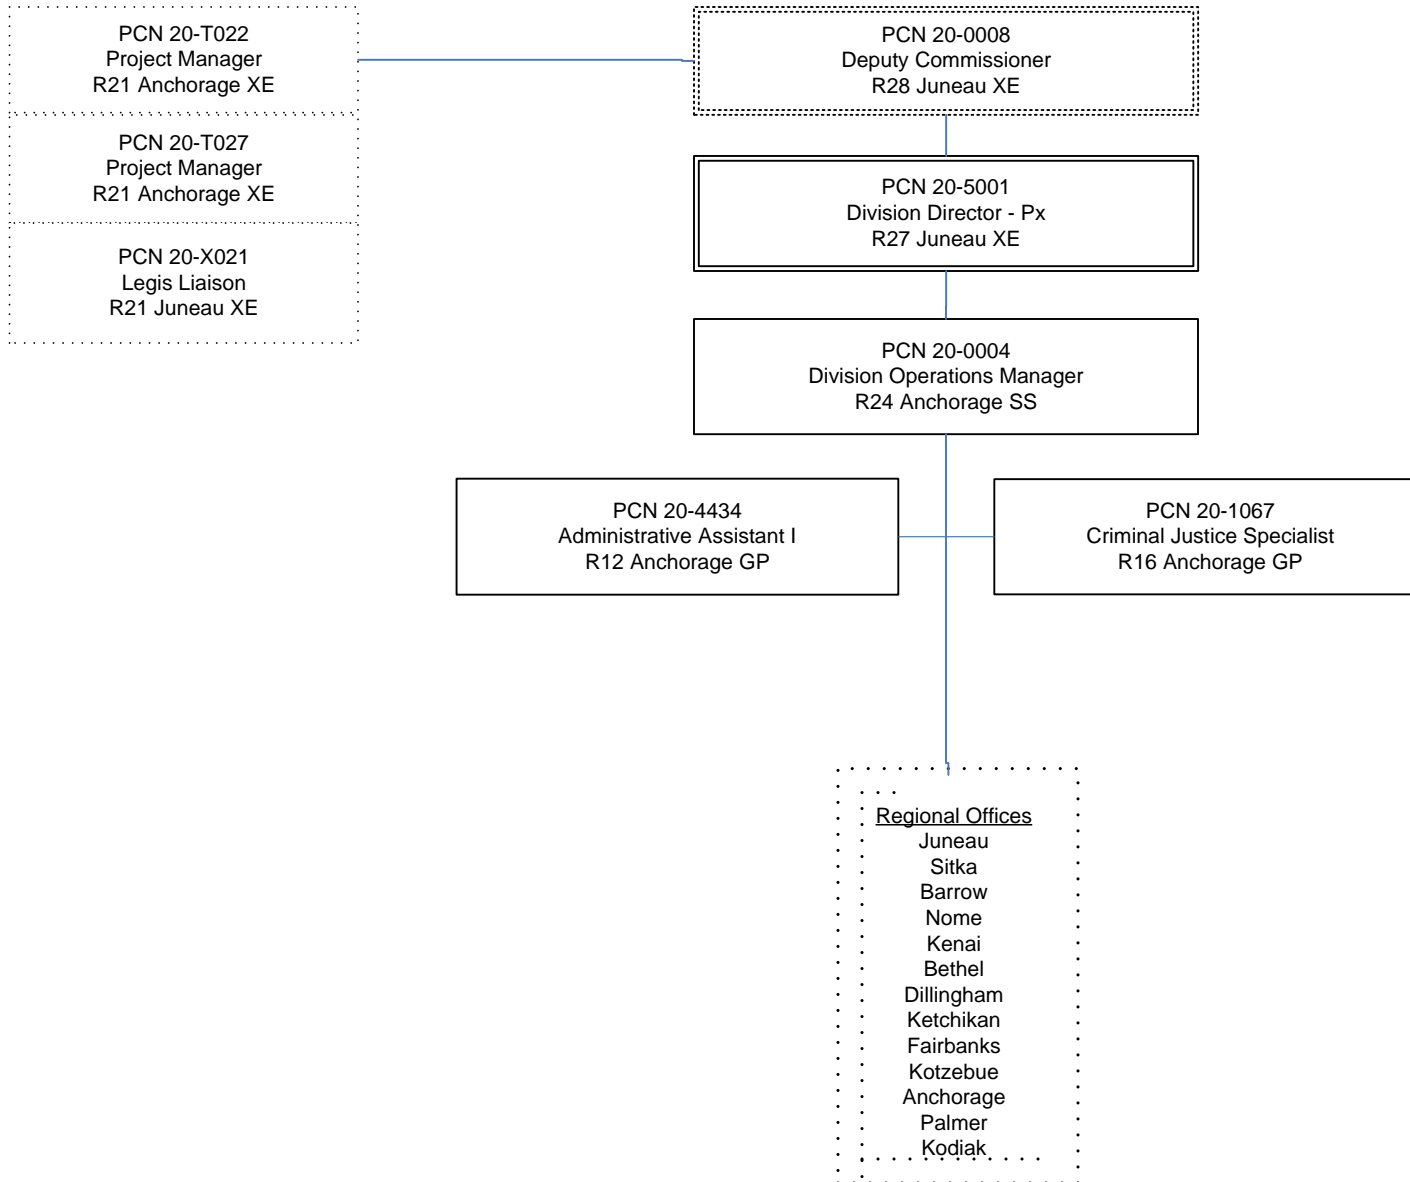 PCN 20-T022
Project Manager
R21 Anchorage XE
PCN 20-T027
Project Manager
R21 Anchorage XE
PCN 20-X021
Legis Liaison
R21 Juneau XE
PCN 20-0008
Deputy Commissioner
R28 Juneau XE
PCN 20-5001
Division Director - Px
R27 Juneau XE
PCN 20-0004
Division Operations Manager
R24 Anchorage SS
PCN 20-4434
Administrative Assistant I
R12 Anchorage GP
PCN 20-1067
Criminal Justice Specialist
R16 Anchorage GP
Regional Offices
Juneau
Sitka
Barrow
Nome
Kenai
Bethel
Dillingham
Ketchikan
Fairbanks
Kotzebue
Anchorage
Palmer
Kodiak